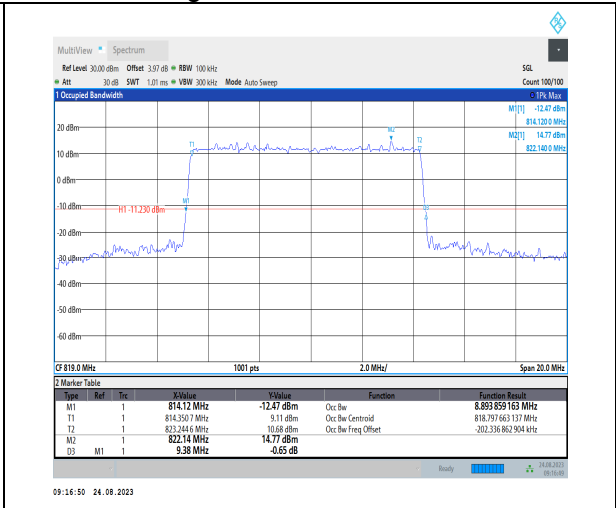 MultiView Spectrum
Ref Level 30.00 dBm Offset 3.97 dB RBW 100 kHz SGL
Att 30 dB SWT 1.01 ms VBW 300 kHz Mode Auto Sweep Count 100/100
1 Occupied Bandwidth 1Pk Max
M1[1] -12.47 dBm
814.120 0 MHz
M2[1] 14.77 dBm
822.140 0 MHz
20 dBm
M2
T1
T2
10 dBm
0 dBm
M1
-10 dBm
H1 -11.230 dBm
D3
-20 dBm
-30 dBm
-40 dBm
-50 dBm
-60 dBm
CF 819.0 MHz 1001 pts 2.0 MHz/ Span 20.0 MHz
2 Marker Table
Type Ref Trc X-Value Y-Value Function Function Result
M1 1 814.12 MHz -12.47 dBm Occ Bw 8.893 859 163 MHz
T1 1 814.350 7 MHz 9.11 dBm Occ Bw Centroid 818.797 663 137 MHz
T2 1 823.244 6 MHz 10.68 dBm Occ Bw Freq Offset -202.336 862 904 kHz
M2 1 822.14 MHz 14.77 dBm
D3 M1 1 9.38 MHz -0.65 dB
Ready 24.08.2023
09:16:49
09:16:50 24.08.2023